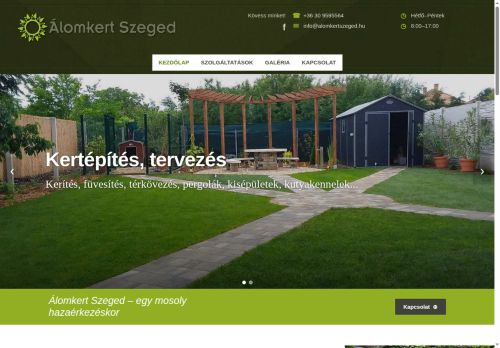 Álomkert Szeged
Kövess minket!
+36 30 9595564
info@alomkertszeged.hu
Hétfő–Péntek
8:00–17:00
KEZDŐLAP SZOLGÁLTATÁSOK GALÉRIA KAPCSOLAT
Kertépítés, tervezés
Kerítés, füvesítés, térkövezés, pergolák, kisépületek, kutyakennelek...
Álomkert Szeged – egy mosoly
hazaérkezéskor
Kapcsolat